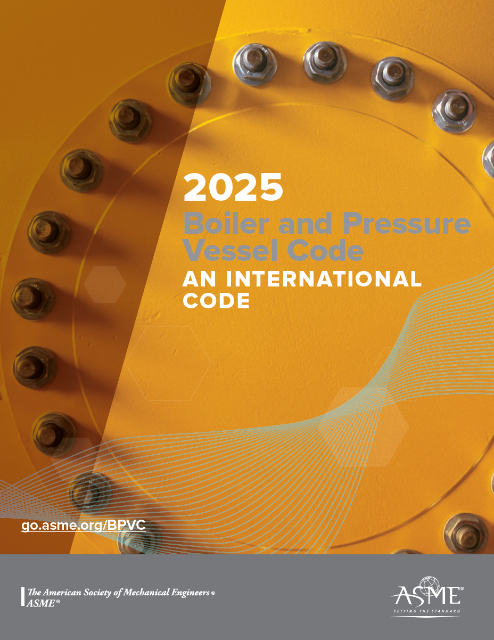 2025
Boiler and Pressure
Vessel Code
AN INTERNATIONAL
CODE
go.asme.org/BPVC
The American Society of Mechanical Engineers®
ASME®
ASME
SETTING THE STANDARD